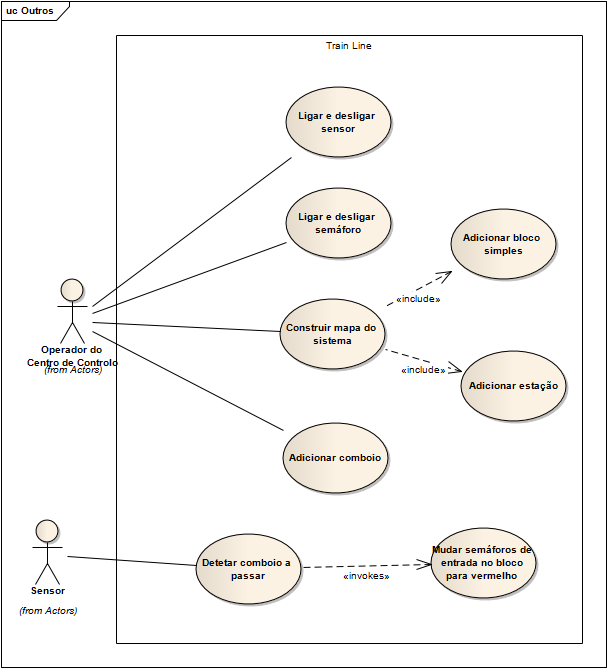 uc Outros
Train Line
Ligar e desligar
sensor
Ligar e desligar
semáforo
Adicionar bloco
simples
«include»
Construir mapa do
sistema
Operador do
Centro de Controlo
(from Actors)
«include»
Adicionar estação
Adicionar comboio
Detetar comboio a
passar
«invokes»
Mudar semáforos de
entrada no bloco
para vermelho
Sensor
(from Actors)